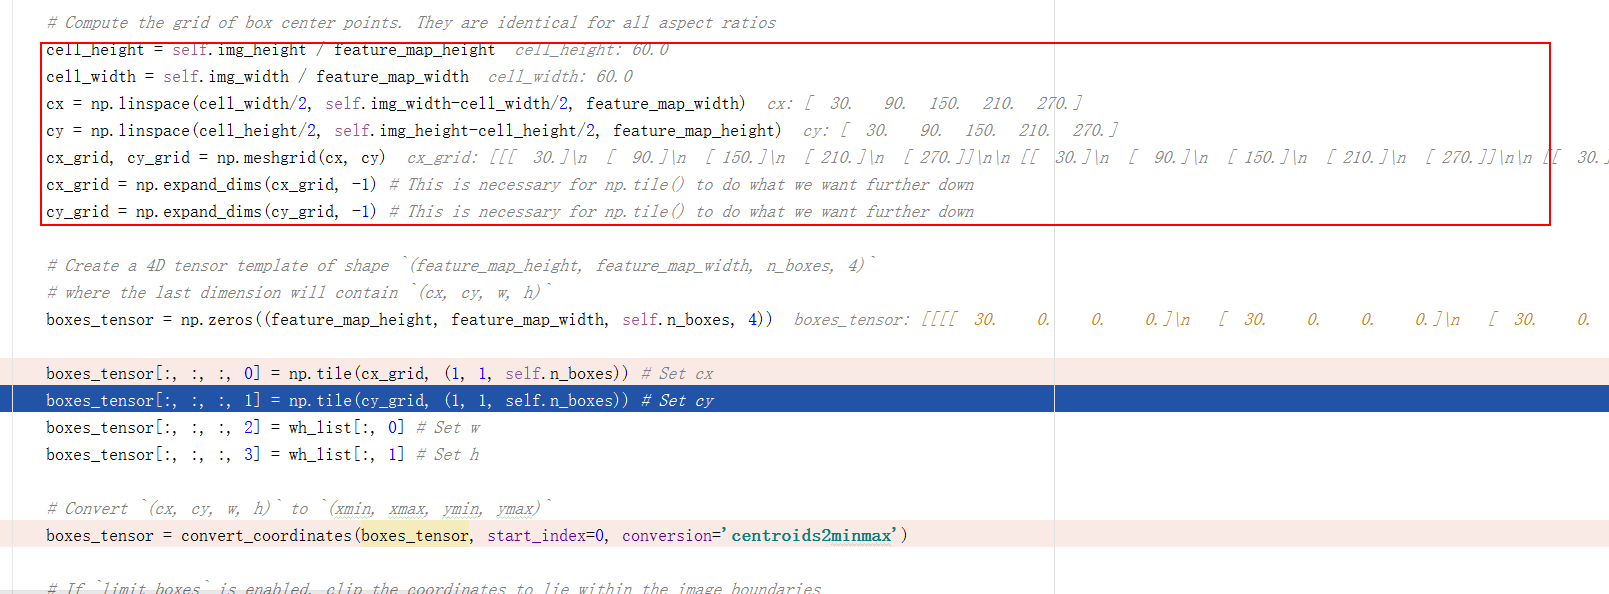 # Compute the grid of box center points. They are identical for all aspect ratios
cell_height = self.img_height / feature_map_height  cell_height: 60.0
cell_width = self.img_width / feature_map_width  cell_width: 60.0
cx = np.linspace(cell_width/2, self.img_width-cell_width/2, feature_map_width)  cx: [  30.   90.  150.  210.  270.]
cy = np.linspace(cell_height/2, self.img_height-cell_height/2, feature_map_height)  cy: [  30.   90.  150.  210.  270.]
cx_grid, cy_grid = np.meshgrid(cx, cy)  cx_grid: [[[  30.]\n  [  90.]\n  [ 150.]\n  [ 210.]\n  [ 270.]]\n\n [[  30.]\n  [  90.]\n  [ 150.]\n  [ 210.]\n  [ 270.]]\n\n [[  30.]
cx_grid = np.expand_dims(cx_grid, -1) # This is necessary for np.tile() to do what we want further down
cy_grid = np.expand_dims(cy_grid, -1) # This is necessary for np.tile() to do what we want further down
# Create a 4D tensor template of shape `(feature_map_height, feature_map_width, n_boxes, 4)`
# where the last dimension will contain `(cx, cy, w, h)`
boxes_tensor = np.zeros((feature_map_height, feature_map_width, self.n_boxes, 4))  boxes_tensor: [[[[  30.    0.    0.    0.]\n   [  30.    0.    0.    0.]\n   [  30.    0.
boxes_tensor[:, :, :, 0] = np.tile(cx_grid, (1, 1, self.n_boxes)) # Set cx
boxes_tensor[:, :, :, 1] = np.tile(cy_grid, (1, 1, self.n_boxes)) # Set cy
boxes_tensor[:, :, :, 2] = wh_list[:, 0] # Set w
boxes_tensor[:, :, :, 3] = wh_list[:, 1] # Set h
# Convert `(cx, cy, w, h)` to `(xmin, xmax, ymin, ymax)`
boxes_tensor = convert_coordinates(boxes_tensor, start_index=0, conversion='centroids2minmax')
# If `limit_boxes` is enabled, clip the coordinates to lie within the image boundaries